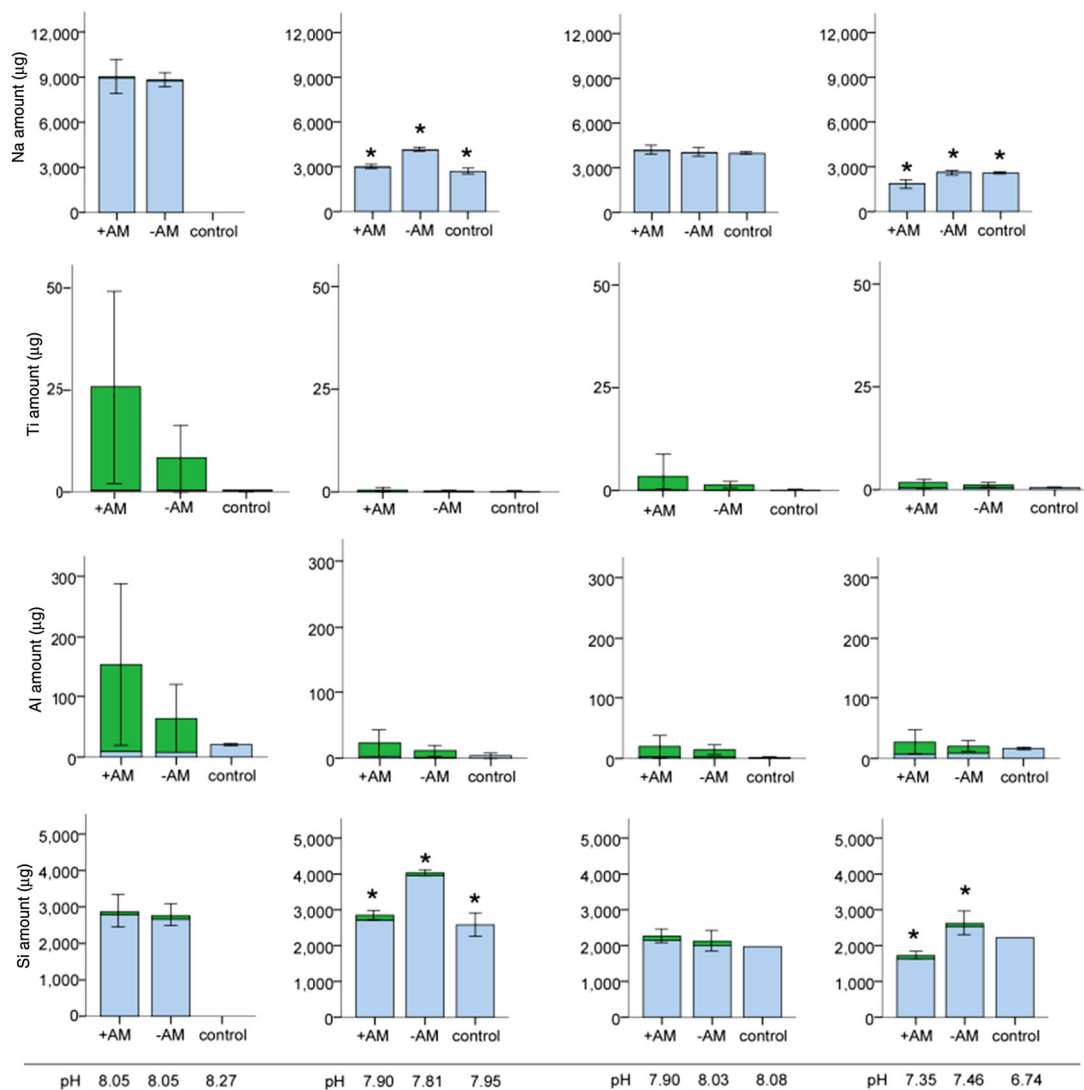 12,000 12,000 12,000 12,000
9,000 9,000 9,000 9,000
6,000 6,000 6,000 6,000
3,000 3,000 3,000 3,000
0 0 0 0
Na amount (µg)
* * * * * *
+AM -AM control +AM -AM control +AM -AM control +AM -AM control
50 50 50 50
25 25 25 25
0 0 0 0
Ti amount (µg)
+AM -AM control +AM -AM control +AM -AM control +AM -AM control
300 300 300 300
200 200 200 200
100 100 100 100
0 0 0 0
Al amount (µg)
+AM -AM control +AM -AM control +AM -AM control +AM -AM control
5,000 5,000 5,000 5,000
4,000 4,000 4,000 4,000
3,000 3,000 3,000 3,000
2,000 2,000 2,000 2,000
1,000 1,000 1,000 1,000
0 0 0 0
Si amount (µg)
* * * * *
+AM -AM control +AM -AM control +AM -AM control +AM -AM control
pH 8.05 8.05 8.27 pH 7.90 7.81 7.95 pH 7.90 8.03 8.08 pH 7.35 7.46 6.74